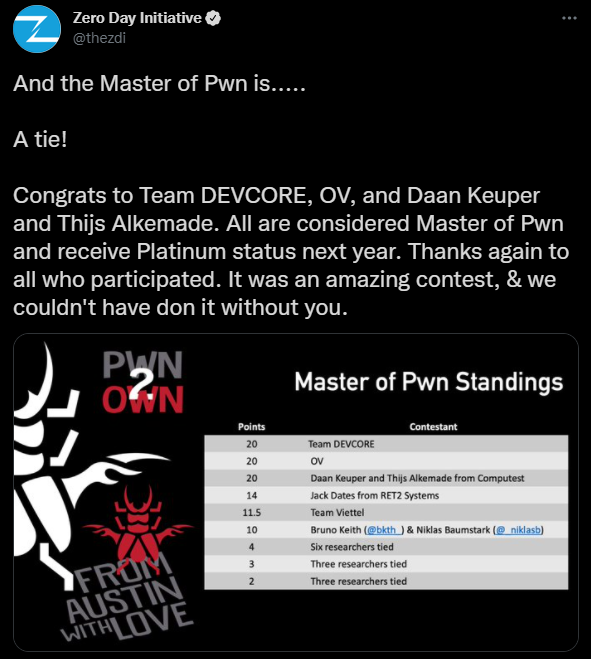 Zero Day Initiative
@thezdi
And the Master of Pwn is.....
A tie!
Congrats to Team DEVCORE, OV, and Daan Keuper
and Thijs Alkemade. All are considered Master of Pwn
and receive Platinum status next year. Thanks again to
all who participated. It was an amazing contest, & we
couldn't have don it without you.
PWN
2
OWN
FROM
AUSTIN
WITH LOVE
Master of Pwn Standings
Points Contestant
20 Team DEVCORE
20 OV
20 Daan Keuper and Thijs Alkemade from Computest
14 Jack Dates from RET2 Systems
11.5 Team Viettel
10 Bruno Keith (@bkth_) & Niklas Baumstark (@_niklasb)
4 Six researchers tied
3 Three researchers tied
2 Three researchers tied